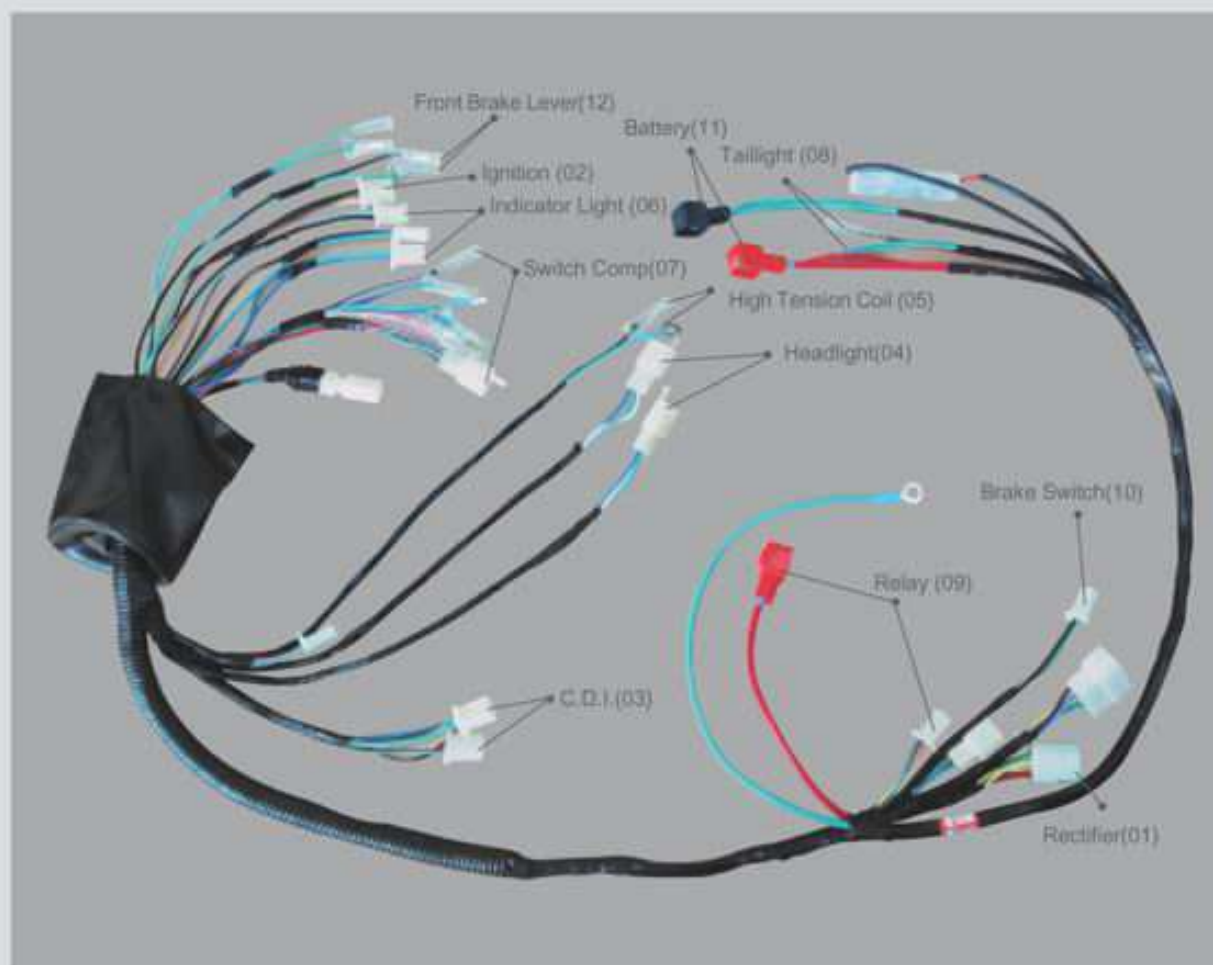 Front Brake Lever(12)
Battery(11)
Taillight (08)
Ignition (02)
Indicator Light (06)
Switch Comp(07)
High Tension Coil (05)
Headlight(04)
Brake Switch(10)
Relay (09)
C.D.I.(03)
Rectifier(01)